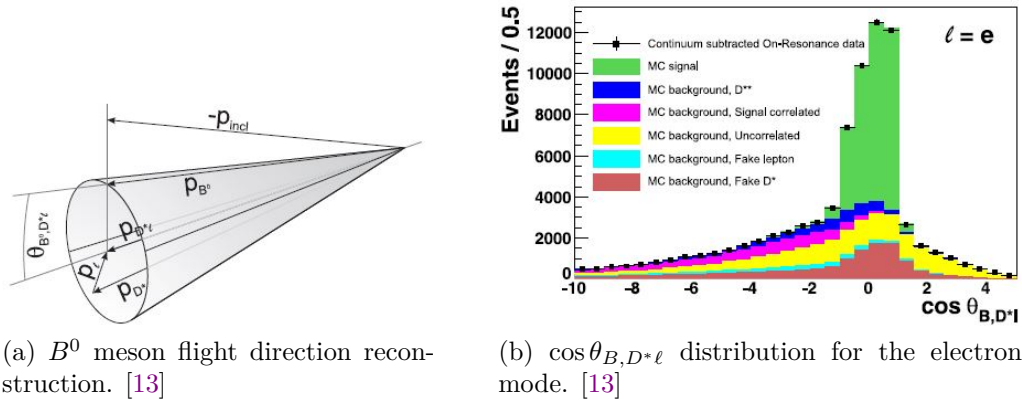 -p_incl
p_B⁰
θ_B⁰,D*ℓ
p_D*ℓ
p_ℓ
p_D*
(a) B⁰ meson flight direction recon-
struction. [13]
Events / 0.5
12000
10000
8000
6000
4000
2000
0
ℓ = e
Continuum subtracted On-Resonance data
MC signal
MC background, D**
MC background, Signal correlated
MC background, Uncorrelated
MC background, Fake lepton
MC background, Fake D*
-10 -8 -6 -4 -2 0 2 4
cos θ_B,D*l
(b) cos θ_B,D*ℓ distribution for the electron
mode. [13]